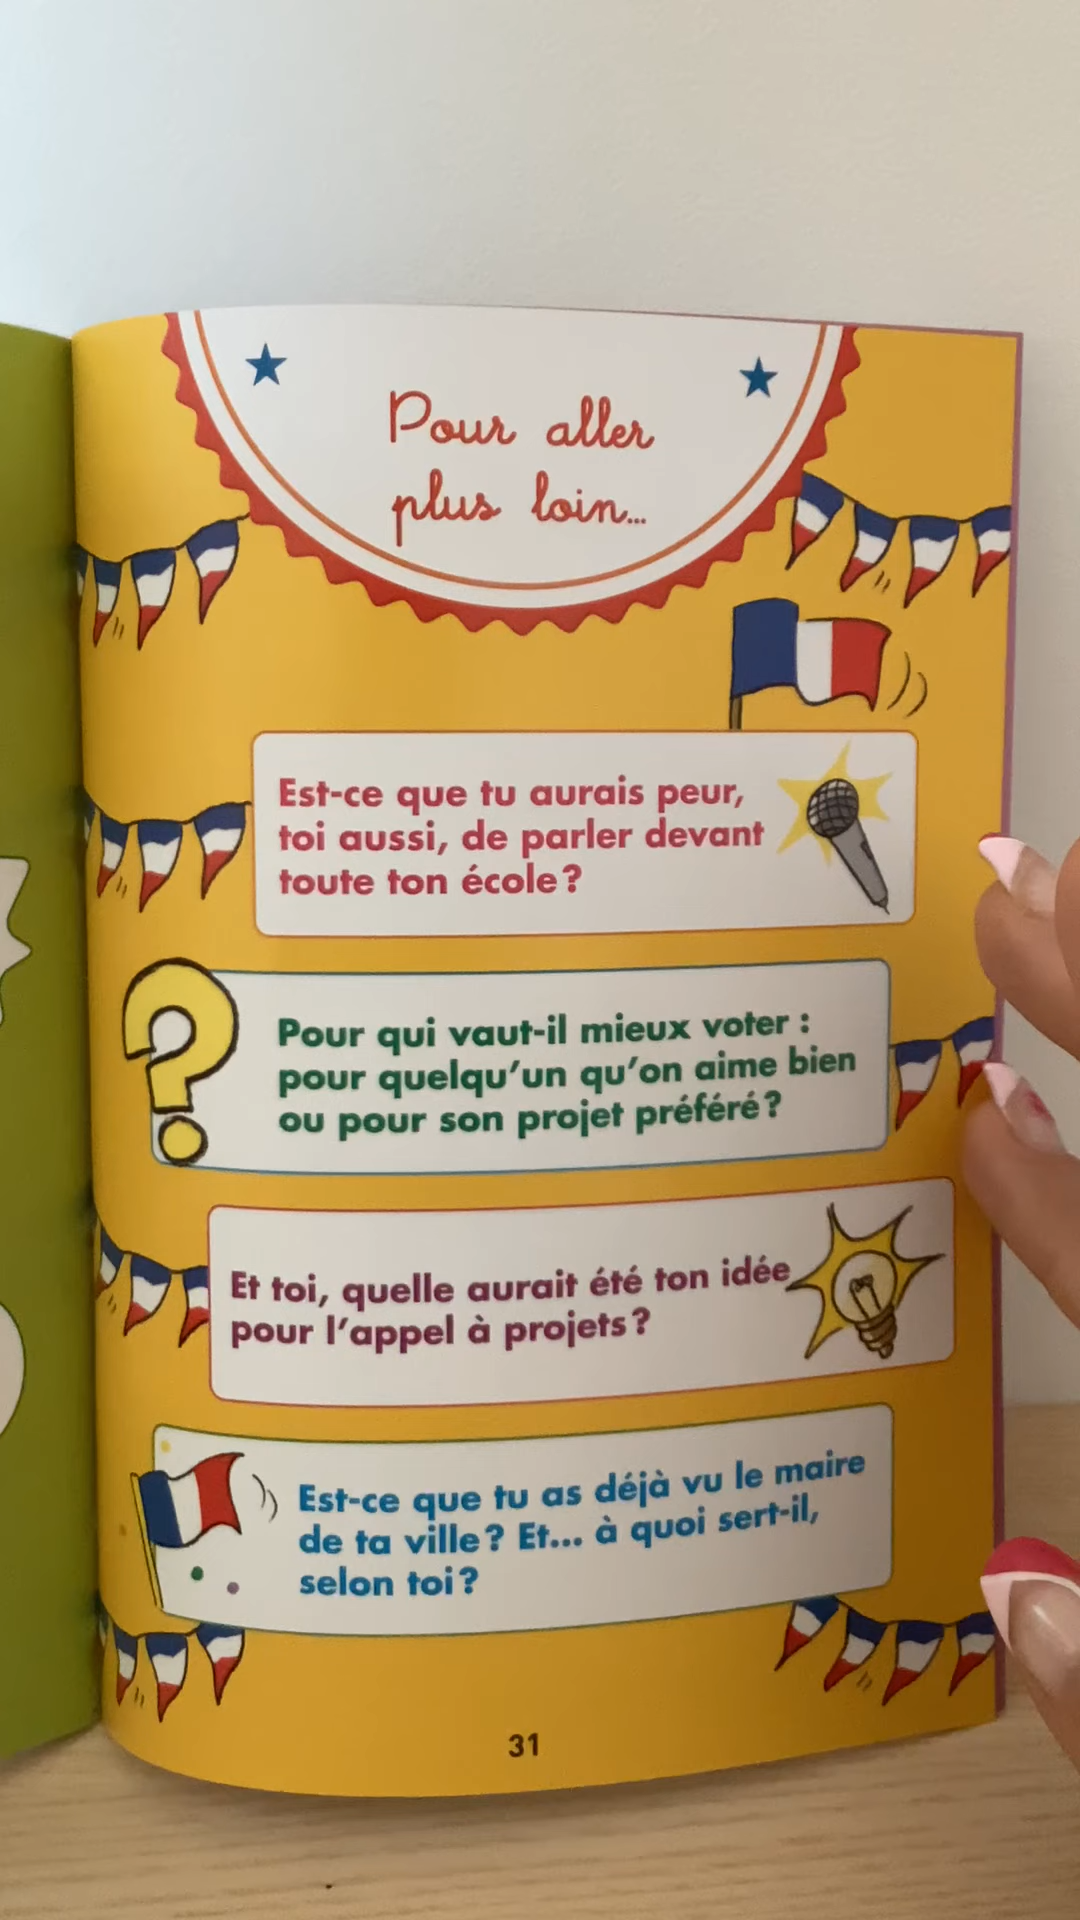 Pour aller
plus loin...
Est-ce que tu aurais peur,
toi aussi, de parler devant
toute ton école ?
Pour qui vaut-il mieux voter :
pour quelqu'un qu'on aime bien
ou pour son projet préféré ?
Et toi, quelle aurait été ton idée
pour l'appel à projets ?
Est-ce que tu as déjà vu le maire
de ta ville ? Et... à quoi sert-il,
selon toi ?
31